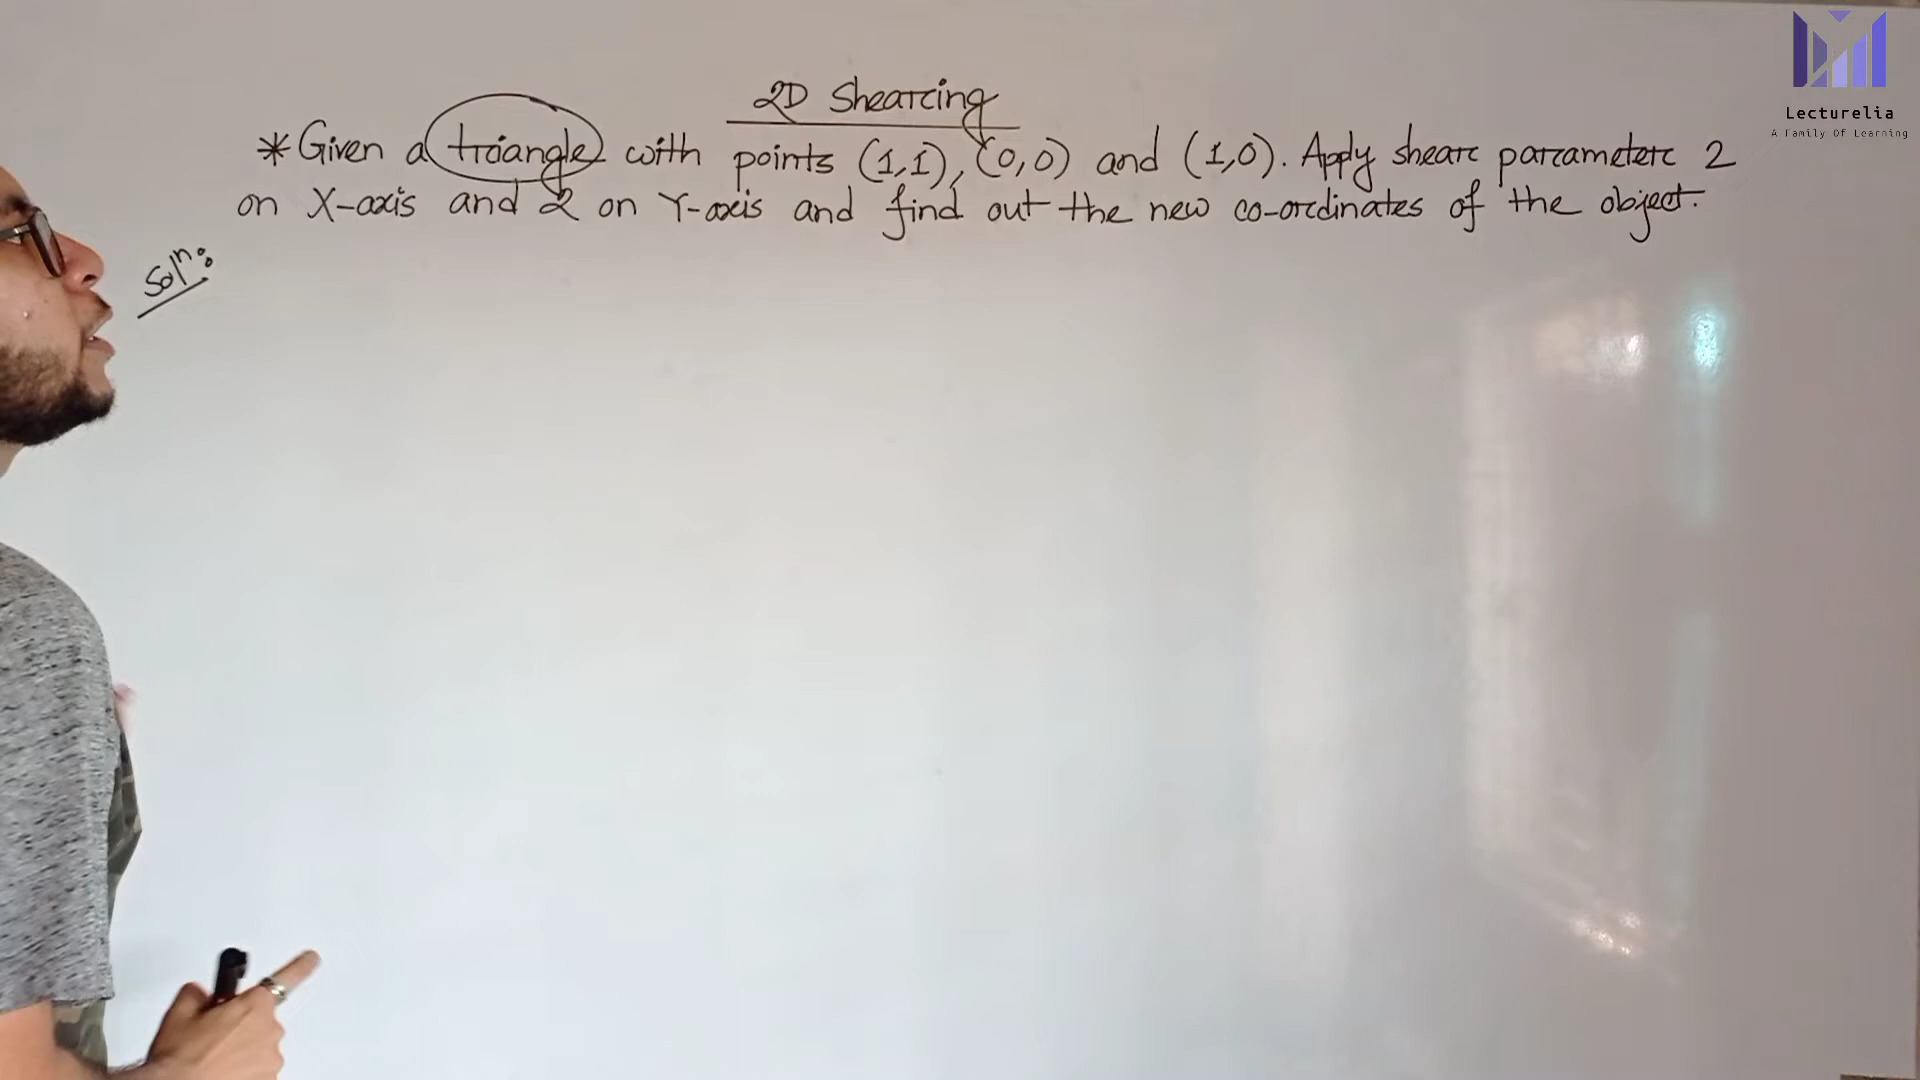 2D Shearing
*Given a triangle with points (1,1), (0,0) and (1,0). Apply shear parameter 2
on X-axis and 2 on Y-axis and find out the new co-ordinates of the object.
Solⁿ:
Lecturelia
A Family Of Learning